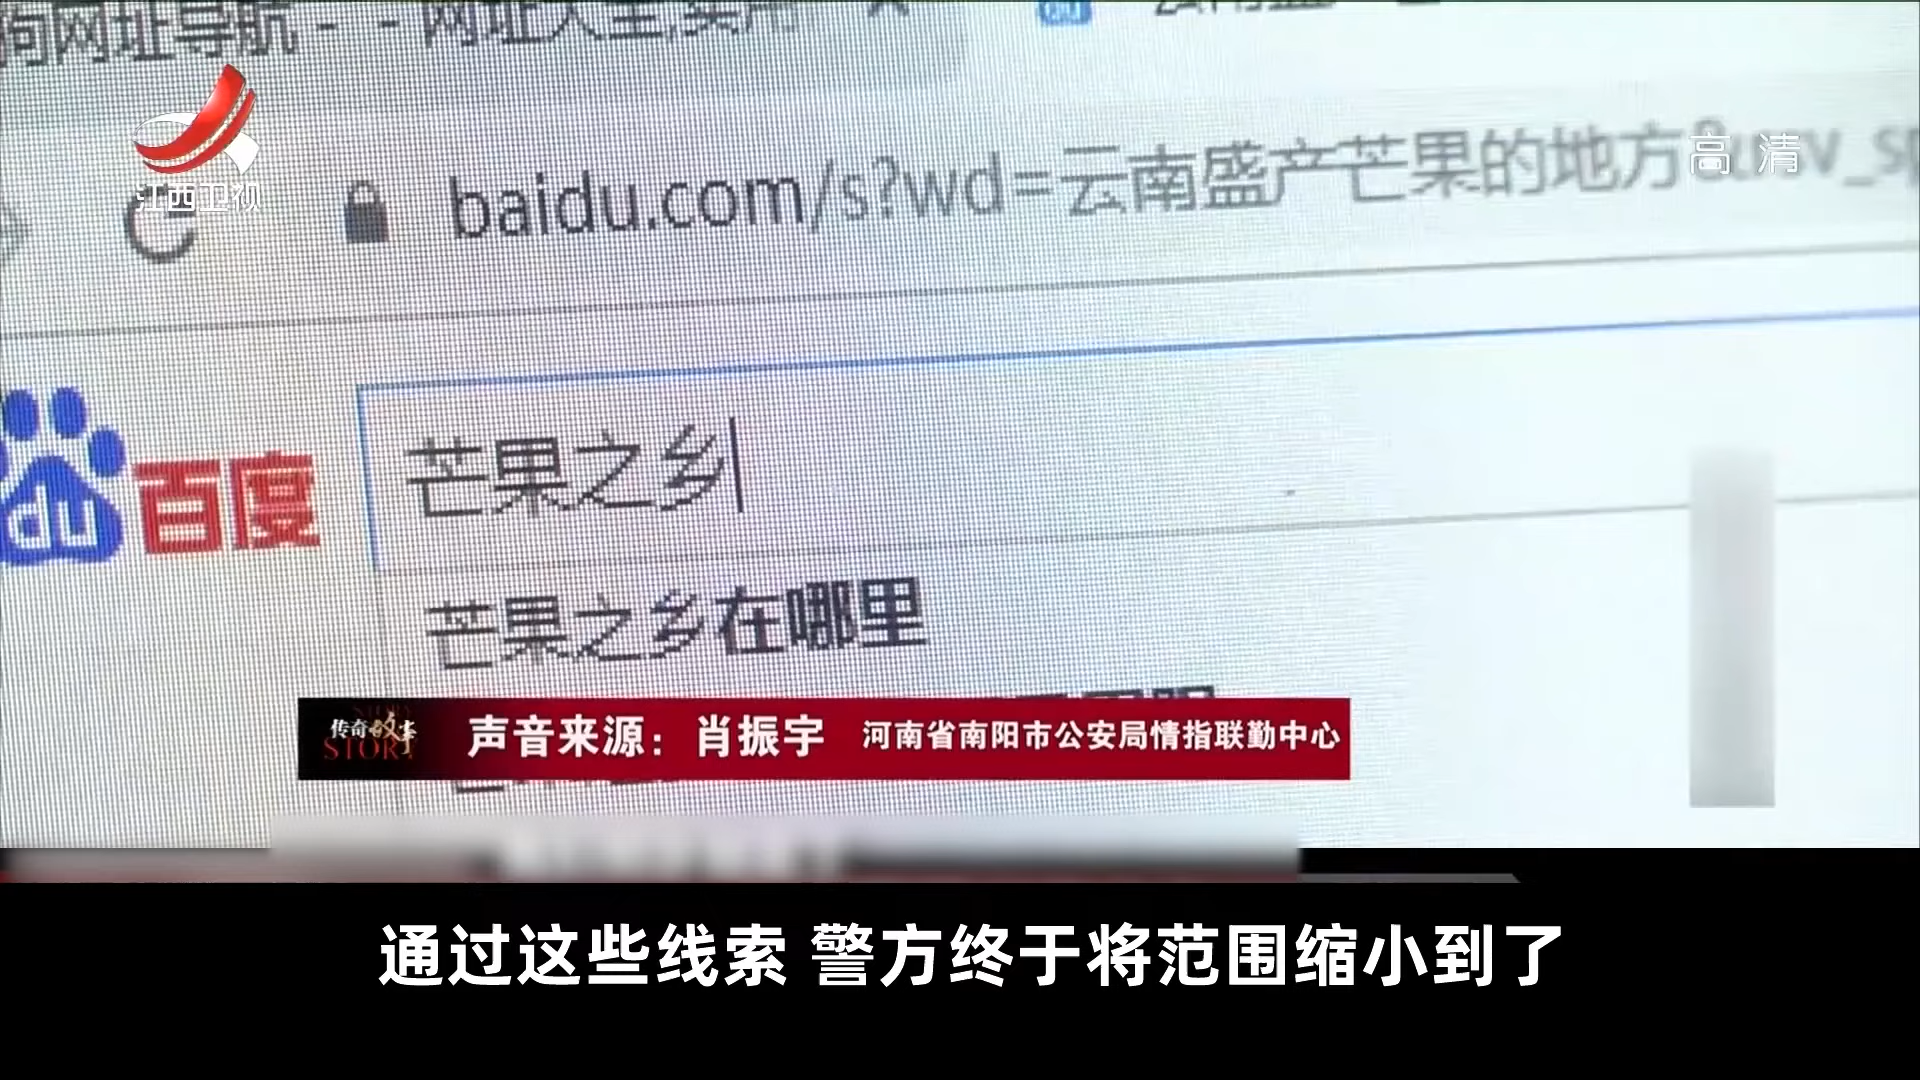 网址导航 - - 网址大全,实用
江西卫视
高 清
baidu.com/s?wd=云南盛产芒果的地方&usv_sp
du 百度
芒果之乡
芒果之乡在哪里
传奇故事 STORY 声音来源：肖振宇 河南省南阳市公安局情指联勤中心
通过这些线索 警方终于将范围缩小到了